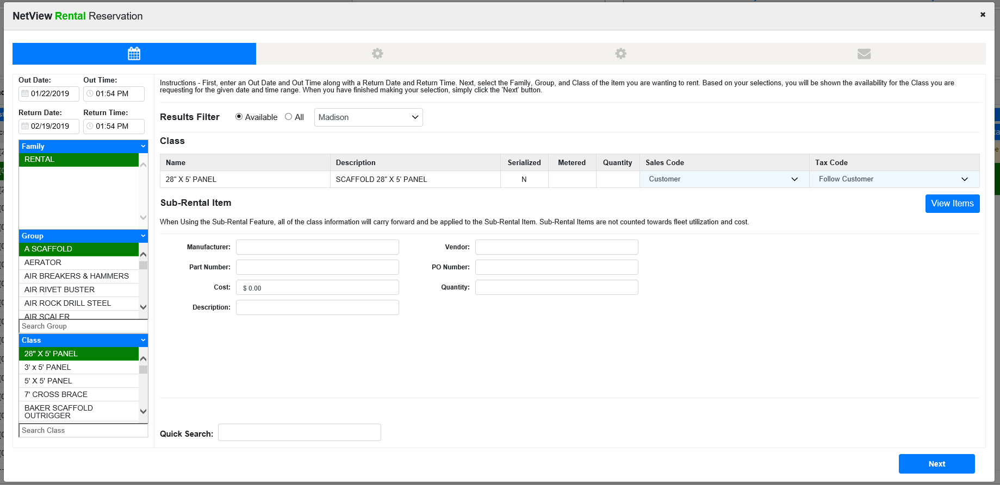 NetView Rental Reservation
Out Date:
Out Time:
01/22/2019
01:54 PM
Return Date:
Return Time:
02/19/2019
01:54 PM
Family
RENTAL
Group
A SCAFFOLD
AERATOR
AIR BREAKERS & HAMMERS
AIR RIVET BUSTER
AIR ROCK DRILL STEEL
AIR SCALER
Search Group
Class
28" X 5' PANEL
3' x 5' PANEL
5' X 5' PANEL
7' CROSS BRACE
BAKER SCAFFOLD
OUTRIGGER
Search Class
Instructions - First, enter an Out Date and Out Time along with a Return Date and Return Time. Next, select the Family, Group, and Class of the item you are wanting to rent. Based on your selections, you will be shown the availability for the Class you are
requesting for the given date and time range. When you have finished making your selection, simply click the 'Next' button.
Results Filter
Available
All
Madison
Class
Name Description Serialized Metered Quantity Sales Code Tax Code
28" X 5' PANEL SCAFFOLD 28" X 5' PANEL N Customer Follow Customer
Sub-Rental Item
View Items
When Using the Sub-Rental Feature, all of the class information will carry forward and be applied to the Sub-Rental Item. Sub-Rental Items are not counted towards fleet utilization and cost.
Manufacturer:
Vendor:
Part Number:
PO Number:
Cost:
$ 0.00
Quantity:
Description:
Quick Search:
Next